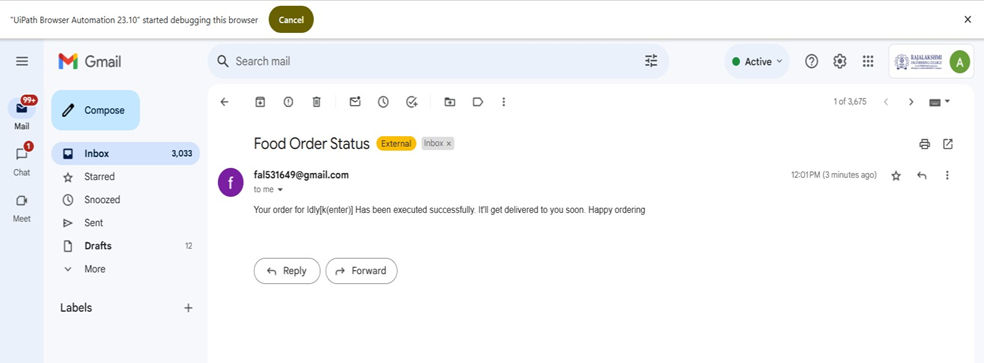 "UiPath Browser Automation 23.10" started debugging this browser Cancel
Gmail
Search mail
Active
RAJALAKSHMI
A
99+
Mail
1
Chat
Meet
Compose
Inbox 3,033
Starred
Snoozed
Sent
Drafts 12
More
Labels
1 of 3,675
Food Order Status External Inbox ×
f
fal531649@gmail.com 12:01 PM (3 minutes ago)
to me
Your order for Idly[k(enter)] Has been executed successfully. It'll get delivered to you soon. Happy ordering
Reply Forward